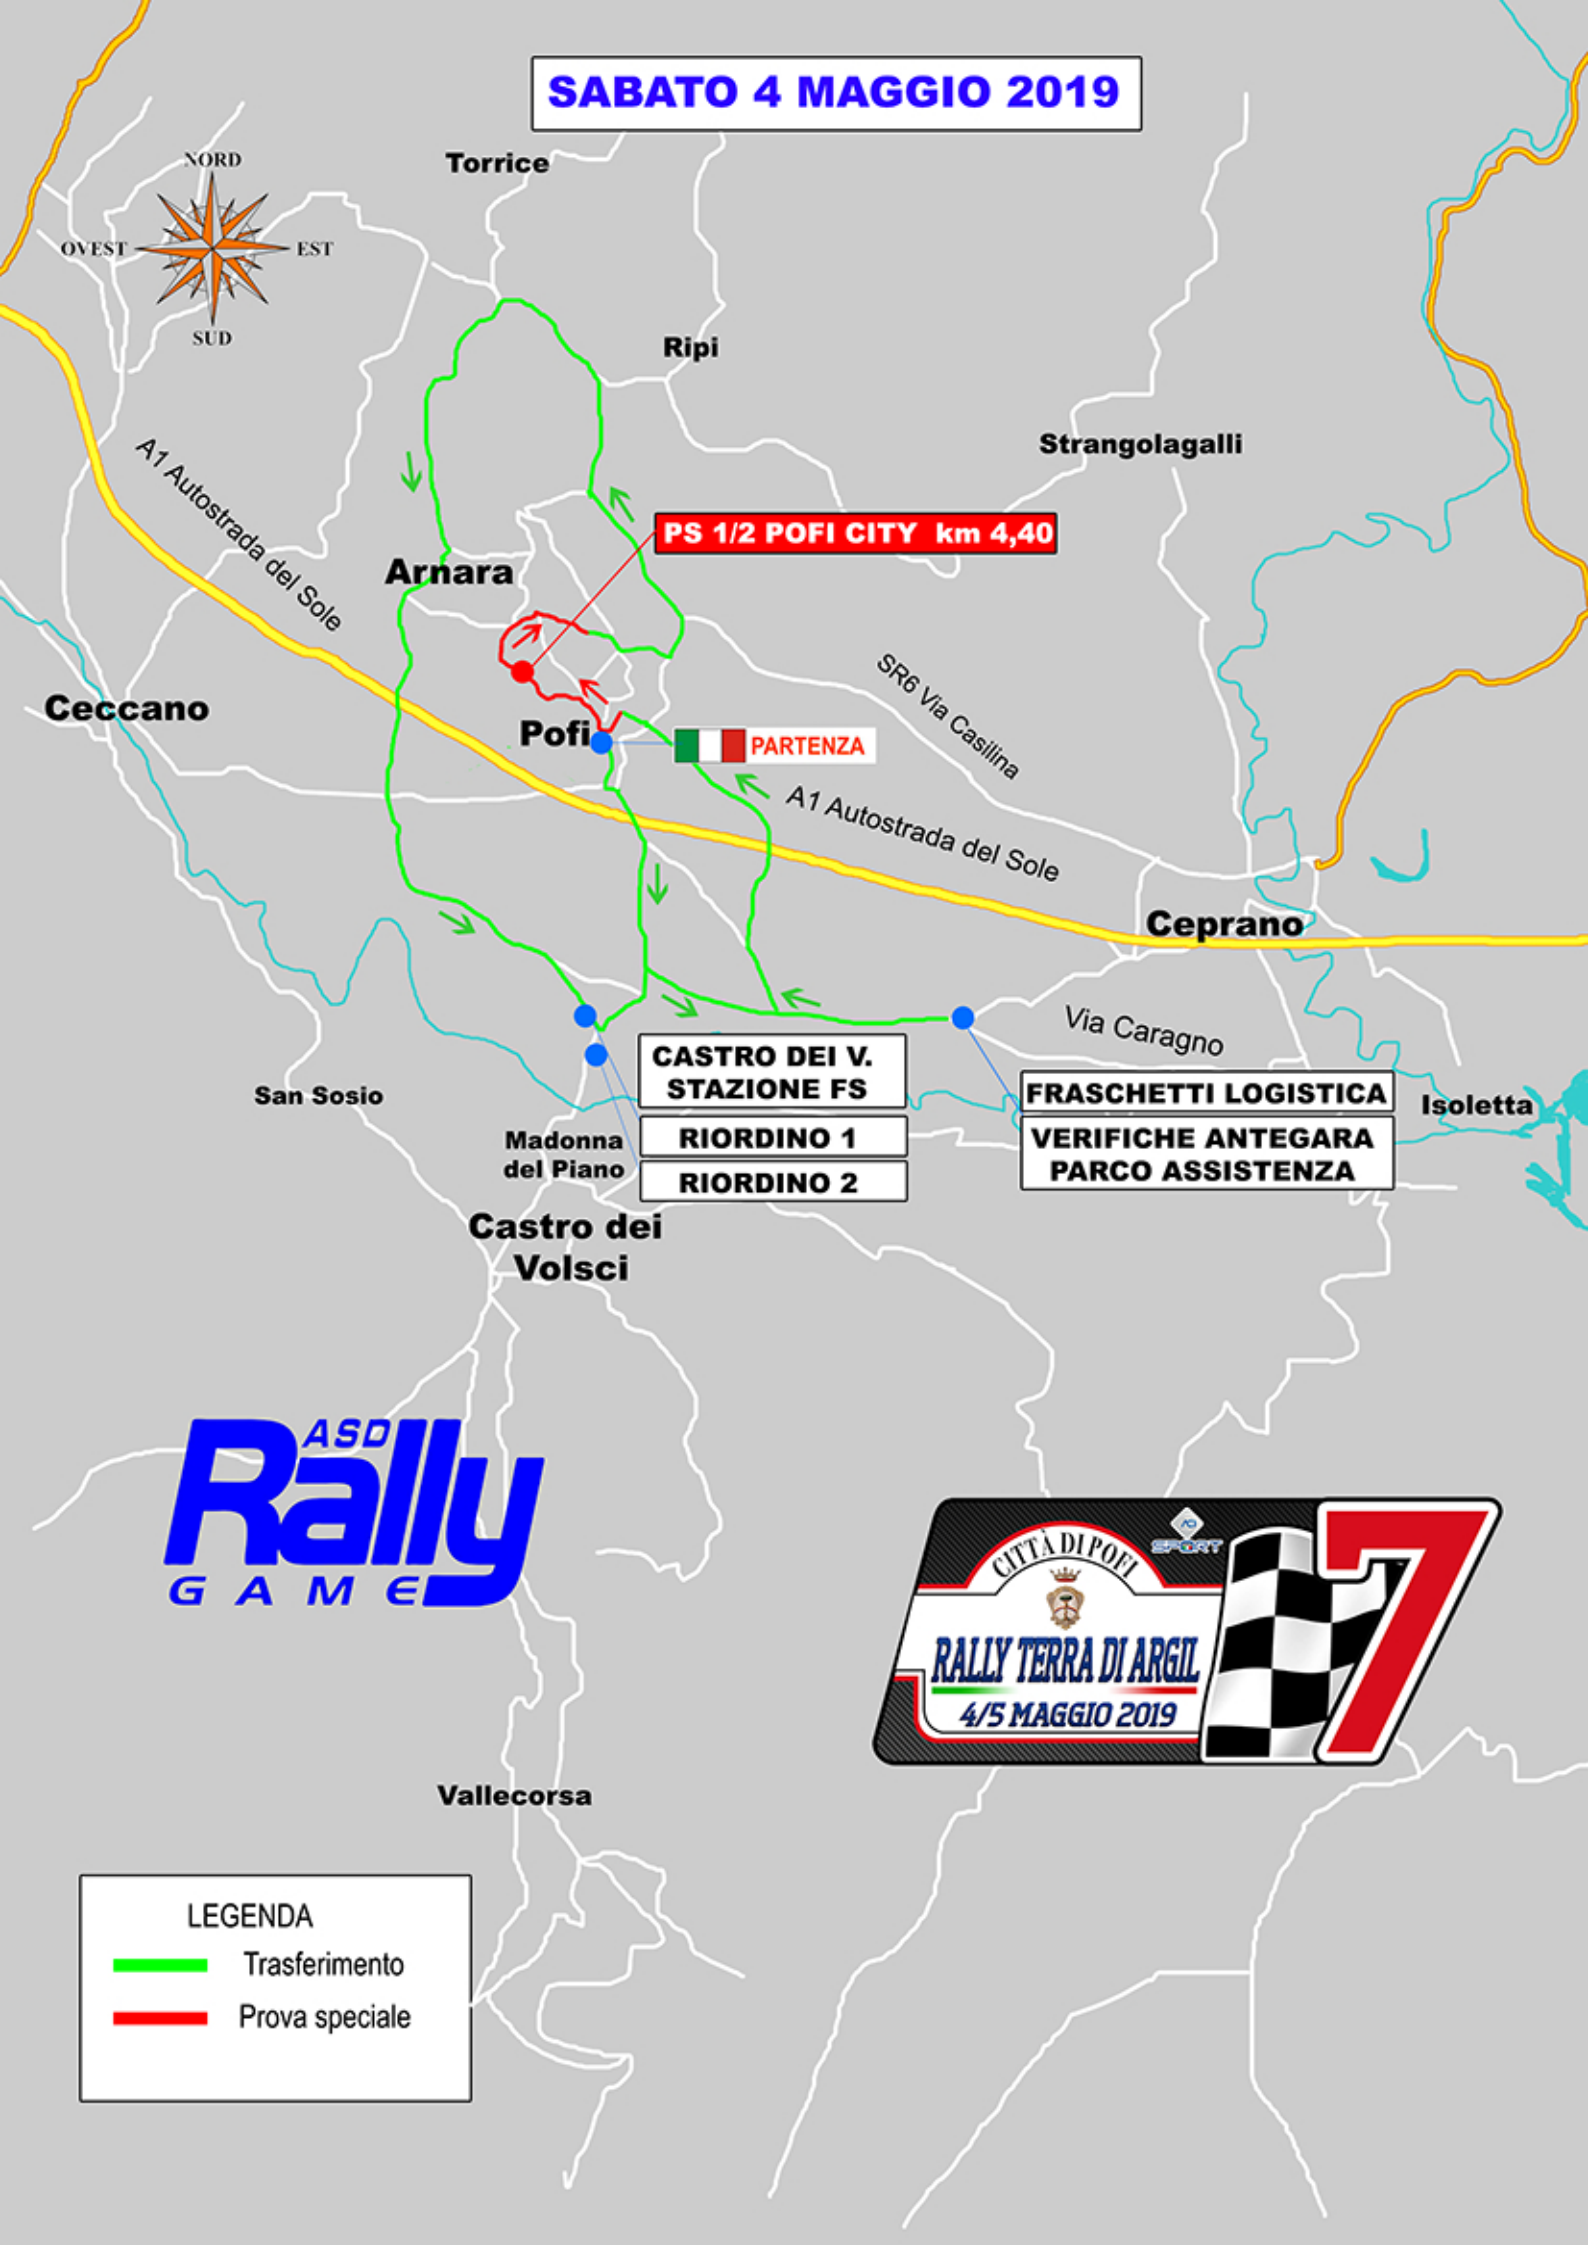 SABATO 4 MAGGIO 2019
NORD
OVEST
EST
SUD
Torrice
Ripi
Strangolagalli
A1 Autostrada del Sole
PS 1/2 POFI CITY km 4,40
Arnara
SR6 Via Casilina
Ceccano
Pofi
PARTENZA
A1 Autostrada del Sole
Ceprano
Via Caragno
CASTRO DEI V.
STAZIONE FS
RIORDINO 1
RIORDINO 2
FRASCHETTI LOGISTICA
VERIFICHE ANTEGARA
PARCO ASSISTENZA
Isoletta
San Sosio
Madonna
del Piano
Castro dei
Volsci
ASD
Rally
GAME
ACI
SPORT
CITTÀ DI POFI
RALLY TERRA DI ARGIL
4/5 MAGGIO 2019
7
Vallecorsa
LEGENDA
Trasferimento
Prova speciale